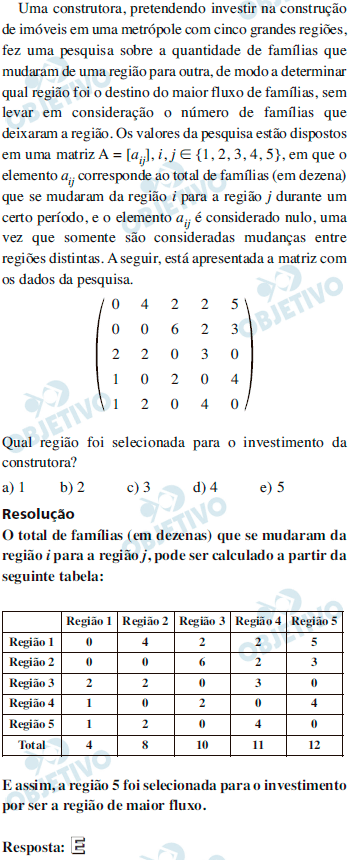 Uma construtora, pretendendo investir na construção
de imóveis em uma metrópole com cinco grandes regiões,
fez uma pesquisa sobre a quantidade de famílias que
mudaram de uma região para outra, de modo a determinar
qual região foi o destino do maior fluxo de famílias, sem
levar em consideração o número de famílias que
deixaram a região. Os valores da pesquisa estão dispostos
em uma matriz A = [aij], i, j ∈ {1, 2, 3, 4, 5}, em que o
elemento aij corresponde ao total de famílias (em dezena)
que se mudaram da região i para a região j durante um
certo período, e o elemento aij é considerado nulo, uma
vez que somente são consideradas mudanças entre
regiões distintas. A seguir, está apresentada a matriz com
os dados da pesquisa.
0 4 2 2 5
0 0 6 2 3
2 2 0 3 0
1 0 2 0 4
1 2 0 4 0
Qual região foi selecionada para o investimento da
construtora?
a) 1 b) 2 c) 3 d) 4 e) 5
Resolução
O total de famílias (em dezenas) que se mudaram da
região i para a região j, pode ser calculado a partir da
seguinte tabela:
Região 1 Região 2 Região 3 Região 4 Região 5
Região 1 0 4 2 2 5
Região 2 0 0 6 2 3
Região 3 2 2 0 3 0
Região 4 1 0 2 0 4
Região 5 1 2 0 4 0
Total 4 8 10 11 12
E assim, a região 5 foi selecionada para o investimento
por ser a região de maior fluxo.
Resposta: E
OBJETIVO
OBJETIVO
OBJETIVO
OBJETIVO
OBJETIVO
OBJETIVO
OBJETIVO
OBJETIVO
OBJETIVO